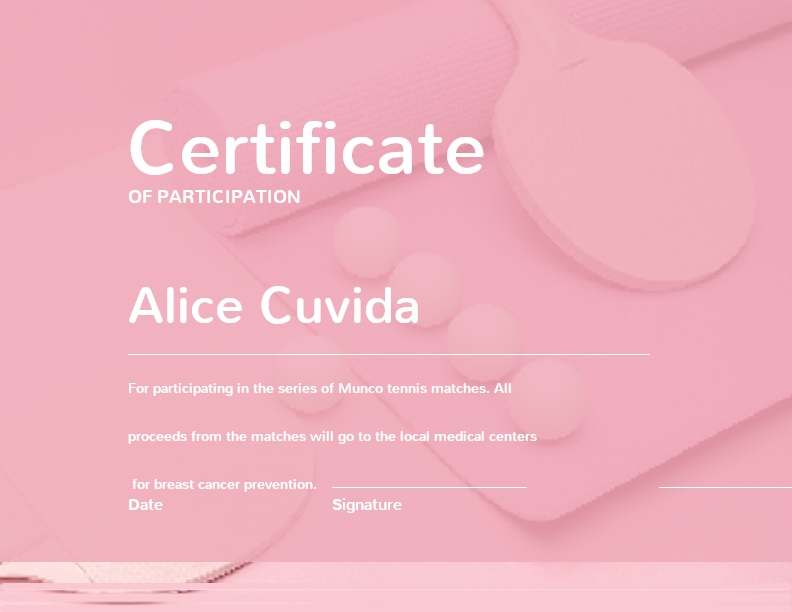 Certificate
OF PARTICIPATION
Alice Cuvida
For participating in the series of Munco tennis matches. All
proceeds from the matches will go to the local medical centers
for breast cancer prevention.
Date Signature